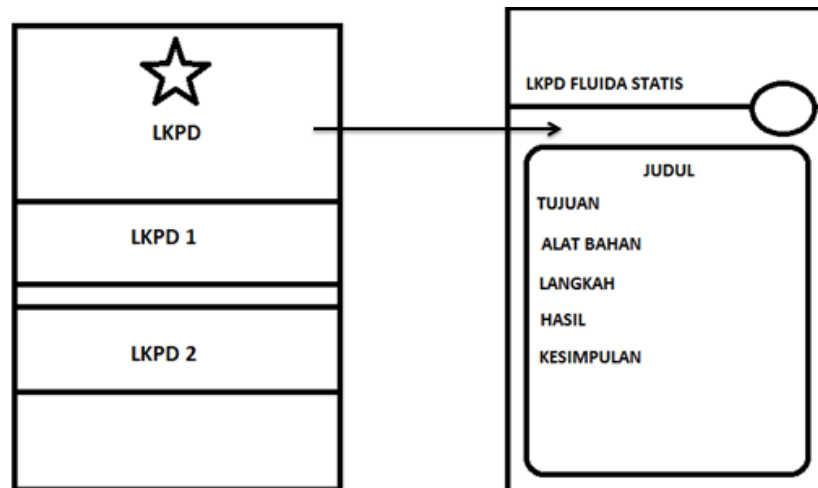 LKPD
LKPD 1
LKPD 2
LKPD FLUIDA STATIS
JUDUL
TUJUAN
ALAT BAHAN
LANGKAH
HASIL
KESIMPULAN